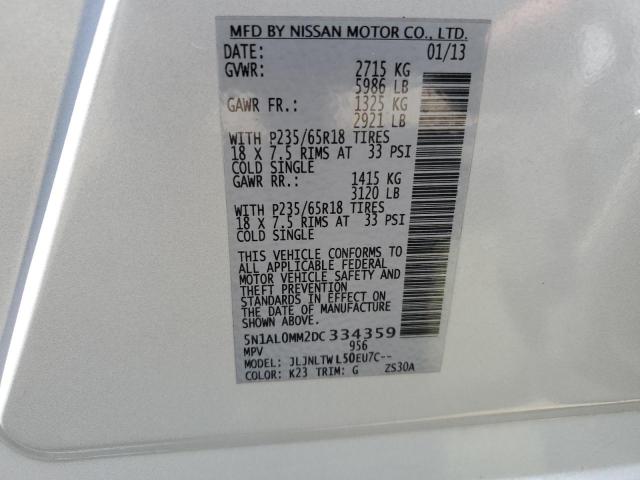 MFD BY NISSAN MOTOR CO., LTD.
DATE: 01/13
GVWR: 2715 KG
5986 LB
GAWR FR.: 1325 KG
2921 LB
WITH P235/65R18 TIRES
18 X 7.5 RIMS AT 33 PSI
COLD SINGLE
GAWR RR.: 1415 KG
3120 LB
WITH P235/65R18 TIRES
18 X 7.5 RIMS AT 33 PSI
COLD SINGLE
THIS VEHICLE CONFORMS TO
ALL APPLICABLE FEDERAL
MOTOR VEHICLE SAFETY AND
THEFT PREVENTION
STANDARDS IN EFFECT ON
THE DATE OF MANUFACTURE
SHOWN ABOVE.
5N1AL0MM2DC334359
MPV 956
MODEL: JLJNLTWL50EU7C--
COLOR: K23 TRIM: G ZS30A